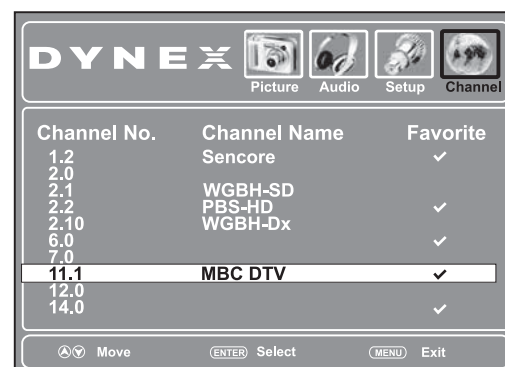 DYNEX
Picture Audio Setup Channel
Channel No. Channel Name Favorite
1.2 Sencore ✓
2.0
2.1 WGBH-SD
2.2 PBS-HD ✓
2.10 WGBH-Dx
6.0 ✓
7.0
11.1 MBC DTV ✓
12.0
14.0 ✓
Move ENTER Select MENU Exit